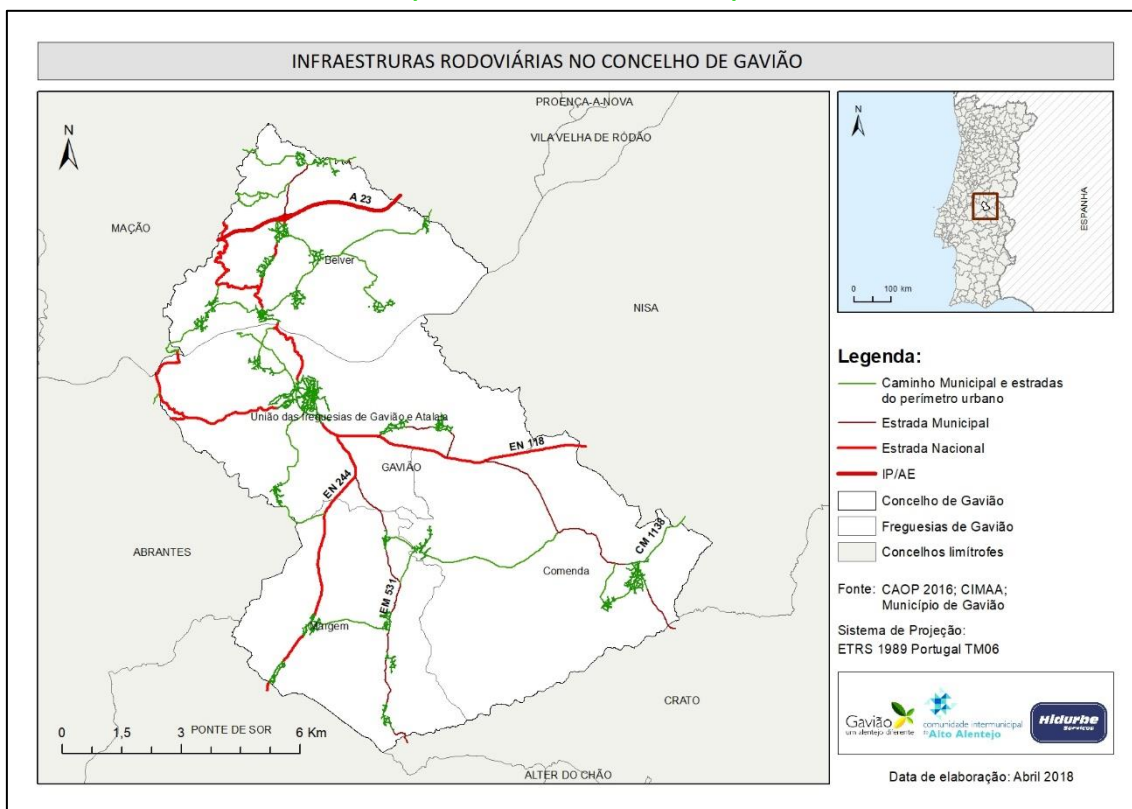 INFRAESTRURAS RODOVIÁRIAS NO CONCELHO DE GAVIÃO
N
PROENÇA-A-NOVA
VILA VELHA DE RÓDÃO
A 23
MAÇÃO
Belver
NISA
União das freguesias de Gavião e Atalaia
EN 118
GAVIÃO
EN 244
CM 1138
ABRANTES
Comenda
EM 531
Margem
CRATO
PONTE DE SOR
0 1,5 3 6 Km
ALTER DO CHÃO
N
ESPANHA
0 100 km
Legenda:
Caminho Municipal e estradas
do perímetro urbano
Estrada Municipal
Estrada Nacional
IP/AE
Concelho de Gavião
Freguesias de Gavião
Concelhos limítrofes
Fonte: CAOP 2016; CIMAA;
Município de Gavião
Sistema de Projeção:
ETRS 1989 Portugal TM06
Gavião
um alentejo diferente
comunidade intermunicipal
do Alto Alentejo
Hidurbe
Serviços
Data de elaboração: Abril 2018